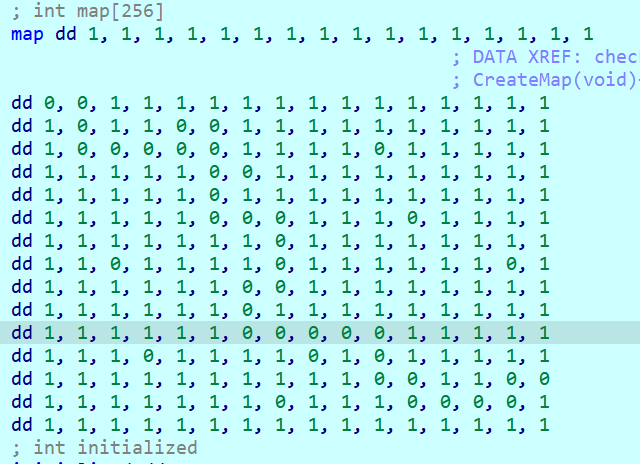 ; int map[256]
map dd 1, 1, 1, 1, 1, 1, 1, 1, 1, 1, 1, 1, 1, 1, 1, 1
; DATA XREF: chec
; CreateMap(void)
dd 0, 0, 1, 1, 1, 1, 1, 1, 1, 1, 1, 1, 1, 1, 1, 1
dd 1, 0, 1, 1, 0, 0, 1, 1, 1, 1, 1, 1, 1, 1, 1, 1
dd 1, 0, 0, 0, 0, 0, 1, 1, 1, 1, 0, 1, 1, 1, 1, 1
dd 1, 1, 1, 1, 1, 0, 0, 1, 1, 1, 1, 1, 1, 1, 1, 1
dd 1, 1, 1, 1, 1, 0, 1, 1, 1, 1, 1, 1, 1, 1, 1, 1
dd 1, 1, 1, 1, 1, 0, 0, 0, 1, 1, 1, 0, 1, 1, 1, 1
dd 1, 1, 1, 1, 1, 1, 1, 0, 1, 1, 1, 1, 1, 1, 1, 1
dd 1, 1, 0, 1, 1, 1, 1, 0, 1, 1, 1, 1, 1, 1, 0, 1
dd 1, 1, 1, 1, 1, 1, 0, 0, 1, 1, 1, 1, 1, 1, 1, 1
dd 1, 1, 1, 1, 1, 1, 0, 1, 1, 1, 1, 1, 1, 1, 1, 1
dd 1, 1, 1, 1, 1, 1, 0, 0, 0, 0, 0, 1, 1, 1, 1, 1
dd 1, 1, 1, 0, 1, 1, 1, 1, 0, 1, 0, 1, 1, 1, 1, 1
dd 1, 1, 1, 1, 1, 1, 1, 1, 1, 1, 0, 0, 1, 1, 0, 0
dd 1, 1, 1, 1, 1, 1, 1, 0, 1, 1, 1, 0, 0, 0, 0, 1
dd 1, 1, 1, 1, 1, 1, 1, 1, 1, 1, 1, 1, 1, 1, 1, 1
; int initialized